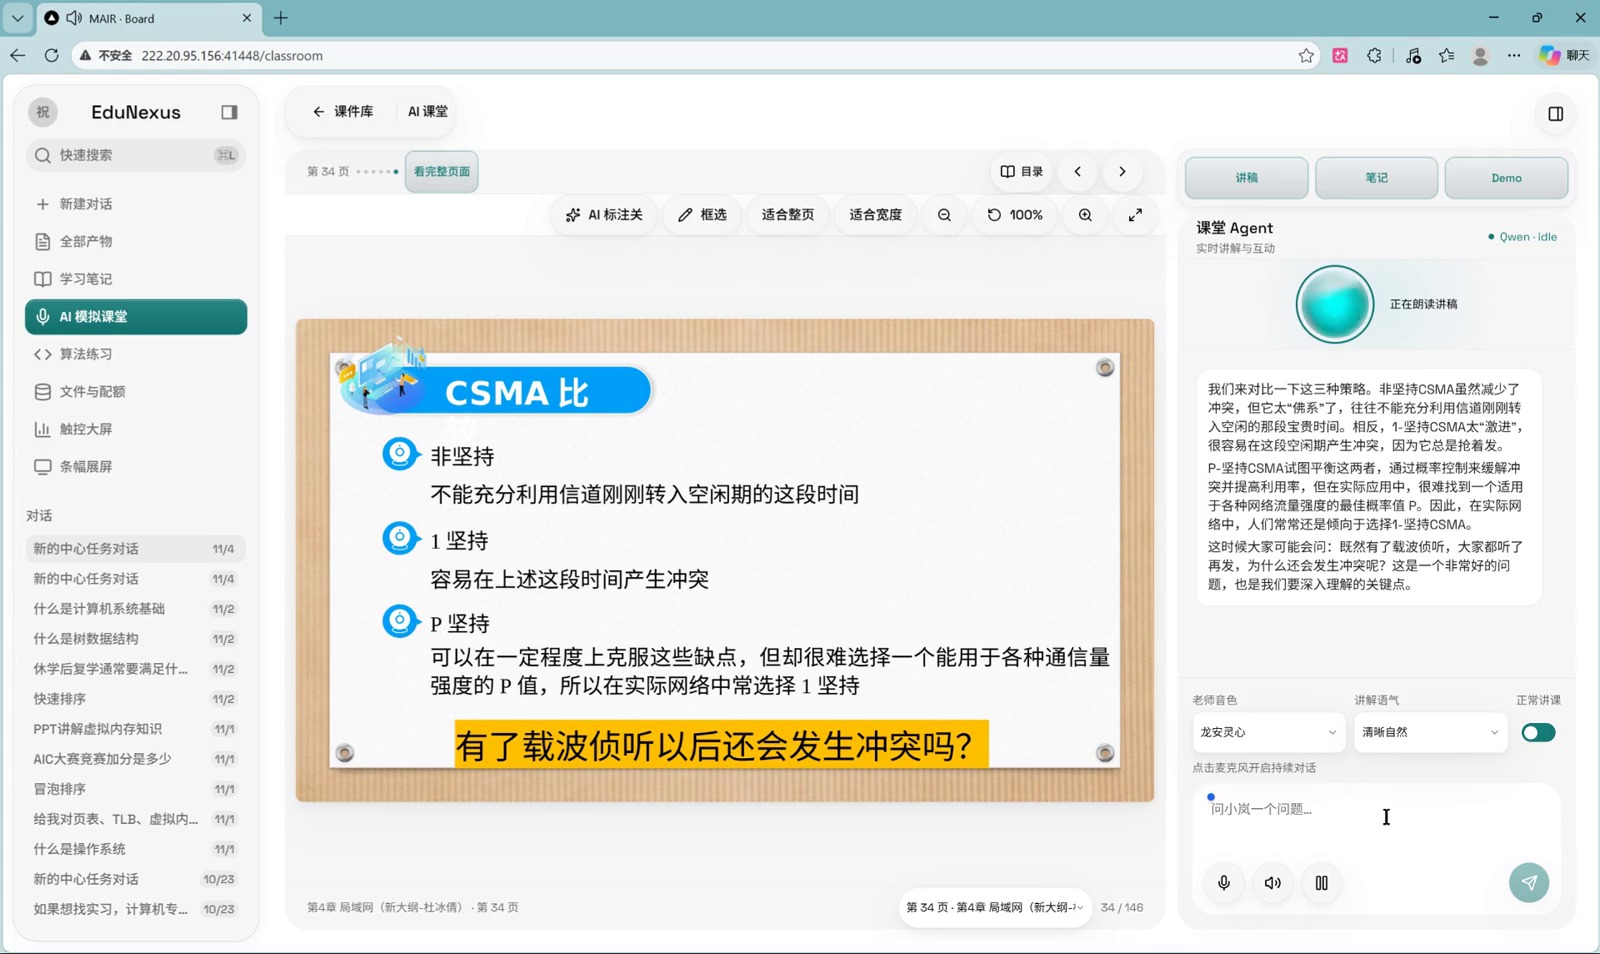 MAIR · Board
不安全 222.20.95.156:41448/classroom
聊天
祝 EduNexus
快速搜索 ⌘L
新建对话
全部产物
学习笔记
AI 模拟课堂
算法练习
文件与配额
触控大屏
条幅展屏
对话
新的中心任务对话 11/4
新的中心任务对话 11/4
什么是计算机系统基础 11/2
什么是树数据结构 11/2
休学后复学通常要满足什... 11/2
快速排序 11/2
PPT讲解虚拟内存知识 11/1
AIC大赛竞赛加分是多少 11/1
冒泡排序 11/1
给我对页表、TLB、虚拟内... 11/1
什么是操作系统 11/1
新的中心任务对话 10/23
如果想找实习，计算机专... 10/23
课件库 AI 课堂
第 34 页 看完整页面 目录
AI 标注关 框选 适合整页 适合宽度 100%
CSMA 比
非坚持
不能充分利用信道刚刚转入空闲期的这段时间
1 坚持
容易在上述这段时间产生冲突
P 坚持
可以在一定程度上克服这些缺点，但却很难选择一个能用于各种通信量
强度的 P 值，所以在实际网络中常选择 1 坚持
有了载波侦听以后还会发生冲突吗？
第4章 局域网（新大纲-杜冰倩） · 第 34 页
第 34 页 · 第4章 局域网（新大纲-
34 / 146
讲稿 笔记 Demo
课堂 Agent
实时讲解与互动
Qwen · idle
正在朗读讲稿
我们来对比一下这三种策略。非坚持CSMA虽然减少了
冲突，但它太“佛系”了，往往不能充分利用信道刚刚转
入空闲的那段宝贵时间。相反，1-坚持CSMA太“激进”，
很容易在这段空闲期产生冲突，因为它总是抢着发。
P-坚持CSMA试图平衡这两者，通过概率控制来缓解冲
突并提高利用率，但在实际应用中，很难找到一个适用
于各种网络流量强度的最佳概率值 P。因此，在实际网
络中，人们常常还是倾向于选择1-坚持CSMA。
这时候大家可能会问：既然有了载波侦听，大家都听了
再发，为什么还会发生冲突呢？这是一个非常好的问
题，也是我们要深入理解的关键点。
老师音色 讲解语气 正常讲课
龙安灵心 清晰自然
点击麦克风开启持续对话
问小岚一个问题...